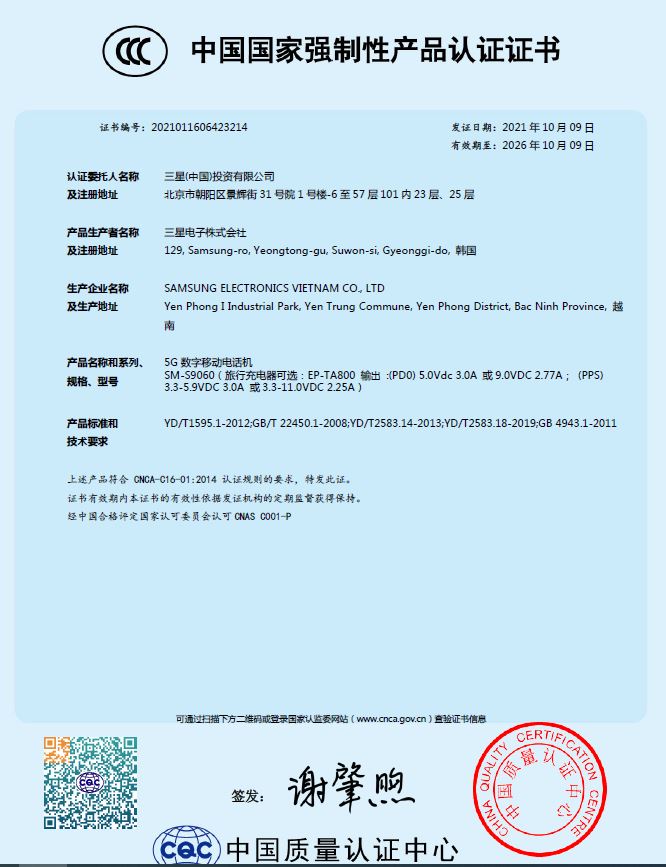 中国国家强制性产品认证证书
证书编号：2021011606423214
发证日期：2021 年 10 月 09 日
有效期至：2026 年 10 月 09 日
认证委托人名称 三星(中国)投资有限公司
及注册地址 北京市朝阳区景辉街 31 号院 1 号楼-6 至 57 层 101 内 23 层、25 层
产品生产者名称 三星电子株式会社
及注册地址 129, Samsung-ro, Yeongtong-gu, Suwon-si, Gyeonggi-do, 韩国
生产企业名称 SAMSUNG ELECTRONICS VIETNAM CO., LTD
及生产地址 Yen Phong I Industrial Park, Yen Trung Commune, Yen Phong District, Bac Ninh Province, 越
南
产品名称和系列、 5G 数字移动电话机
规格、型号 SM-S9060（旅行充电器可选：EP-TA800 输出 :(PD0) 5.0Vdc 3.0A 或 9.0VDC 2.77A； (PPS)
3.3-5.9VDC 3.0A 或 3.3-11.0VDC 2.25A）
产品标准和 YD/T1595.1-2012;GB/T 22450.1-2008;YD/T2583.14-2013;YD/T2583.18-2019;GB 4943.1-2011
技术要求
上述产品符合 CNCA-C16-01:2014 认证规则的要求，特发此证。
证书有效期内本证书的有效性依据发证机构的定期监督获得保持。
经中国合格评定国家认可委员会认可 CNAS C001-P
可通过扫描下方二维码或登录国家认监委网站（www.cnca.gov.cn）查验证书信息
CQC
签发：
谢肇煦
CHINA QUALITY CERTIFICATION CENTRE
中国质量认证中心
CQC 中国质量认证中心